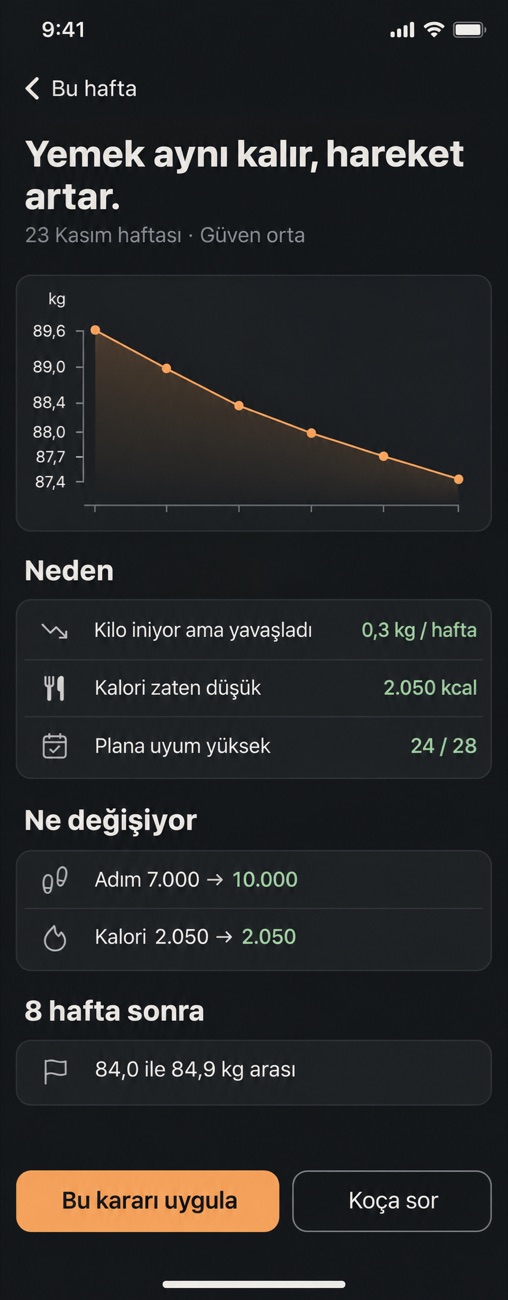 9:41
Bu hafta
Yemek aynı kalır, hareket
artar.
23 Kasım haftası · Güven orta
kg
89,6
89,0
88,4
88,0
87,7
87,4
Neden
Kilo iniyor ama yavaşladı 0,3 kg / hafta
Kalori zaten düşük 2.050 kcal
Plana uyum yüksek 24 / 28
Ne değişiyor
Adım 7.000 → 10.000
Kalori 2.050 → 2.050
8 hafta sonra
84,0 ile 84,9 kg arası
Bu kararı uygula Koça sor